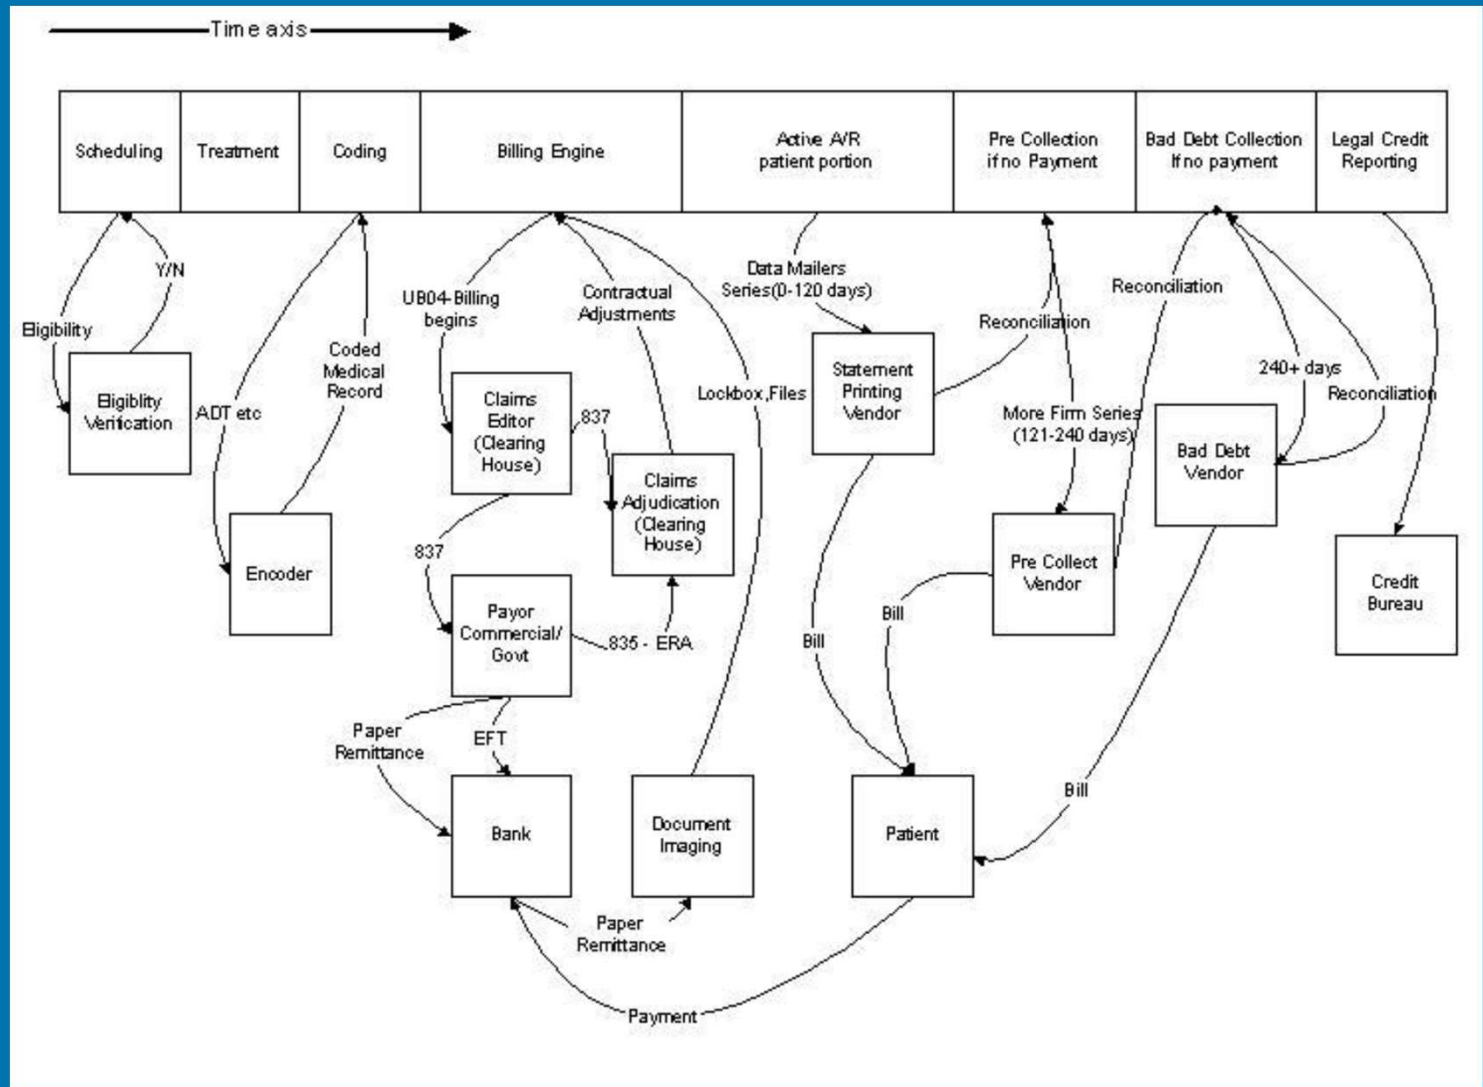 Time axis
Scheduling
Treatment
Coding
Billing Engine
Active A/R
patient portion
Pre Collection
if no Payment
Bad Debt Collection
If no payment
Legal Credit
Reporting
Y/N
Eligibility
Eligiblity
Verification
ADT etc
Coded
Medical
Record
Encoder
UB04-Billing
begins
Contractual
Adjustments
Lockbox,Files
Claims
Editor
(Clearing
House)
837
Claims
Adjudication
(Clearing
House)
837
Payor
Commercial/
Govt
835 - ERA
Paper
Remittance
EFT
Bank
Document
Imaging
Paper
Remittance
Data Mailers
Series(0-120 days)
Statement
Printing
Vendor
Reconciliation
More Firm Series
(121-240 days)
Pre Collect
Vendor
Reconciliation
240+ days
Reconciliation
Bad Debt
Vendor
Credit
Bureau
Bill
Bill
Bill
Patient
Payment